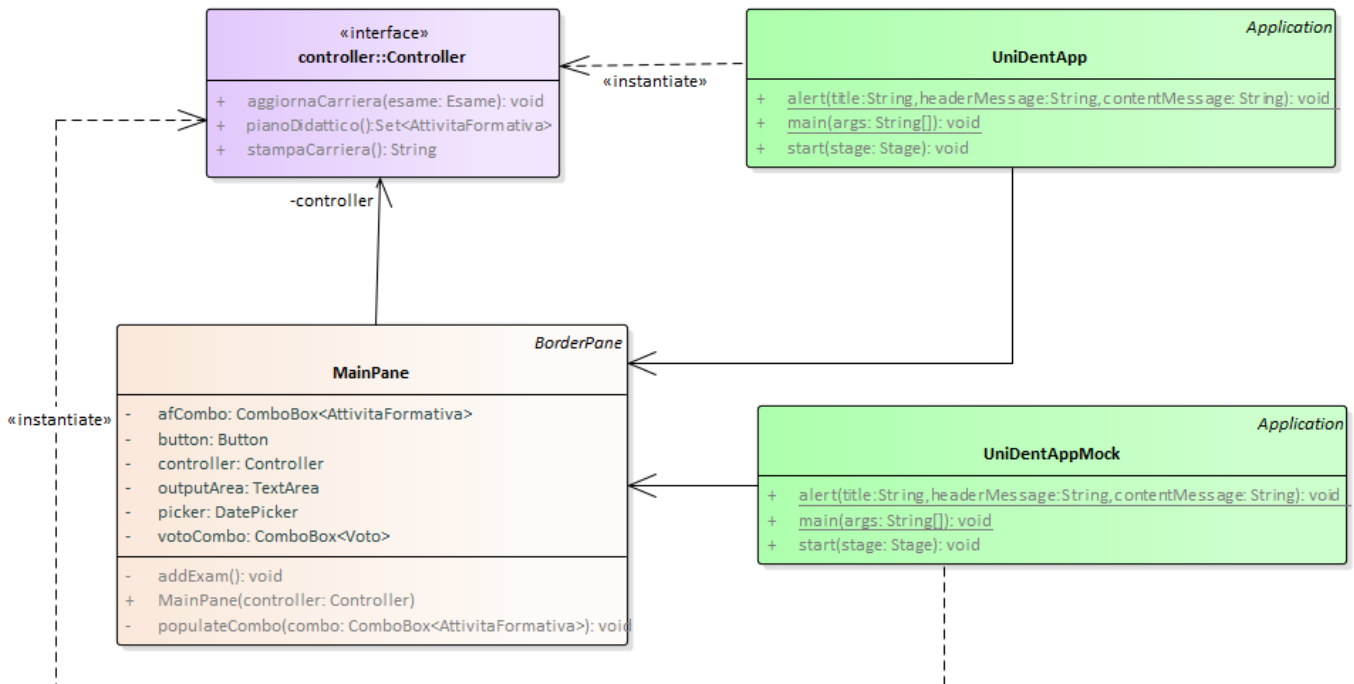 «interface»
controller::Controller
+ aggiornaCarriera(esame: Esame): void
+ pianoDidattico():Set<AttivitaFormativa>
+ stampaCarriera(): String
Application
UniDentApp
+ alert(title:String,headerMessage:String,contentMessage: String): void
+ main(args: String[]): void
+ start(stage: Stage): void
«instantiate»
-controller
BorderPane
MainPane
- afCombo: ComboBox<AttivitaFormativa>
- button: Button
- controller: Controller
- outputArea: TextArea
- picker: DatePicker
- votoCombo: ComboBox<Voto>
- addExam(): void
+ MainPane(controller: Controller)
- populateCombo(combo: ComboBox<AttivitaFormativa>): void
«instantiate»
Application
UniDentAppMock
+ alert(title:String,headerMessage:String,contentMessage: String): void
+ main(args: String[]): void
+ start(stage: Stage): void